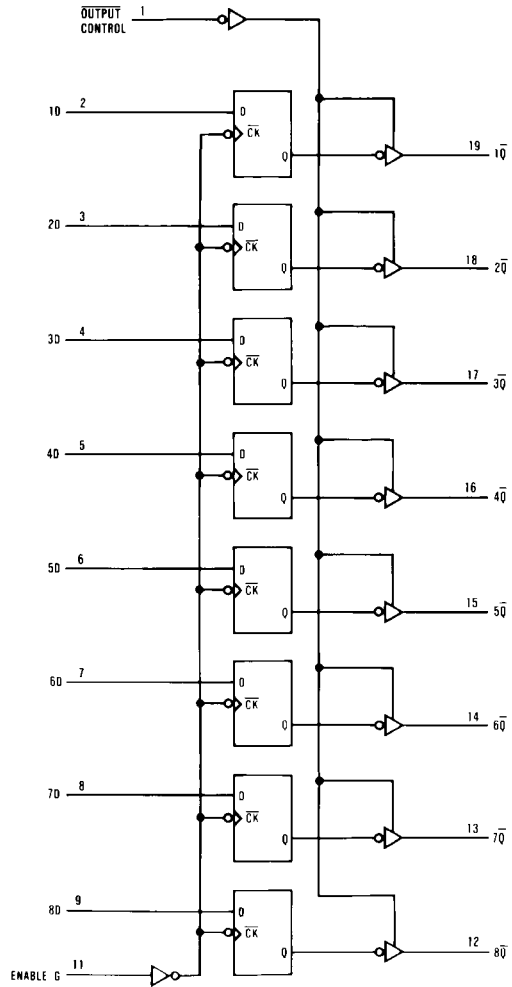 OUTPUT CONTROL 1
1D 2 D CK Q 19 1Q̅
2D 3 D CK Q 18 2Q̅
3D 4 D CK Q 17 3Q̅
4D 5 D CK Q 16 4Q̅
5D 6 D CK Q 15 5Q̅
6D 7 D CK Q 14 6Q̅
7D 8 D CK Q 13 7Q̅
8D 9 D CK Q 12 8Q̅
ENABLE G 11